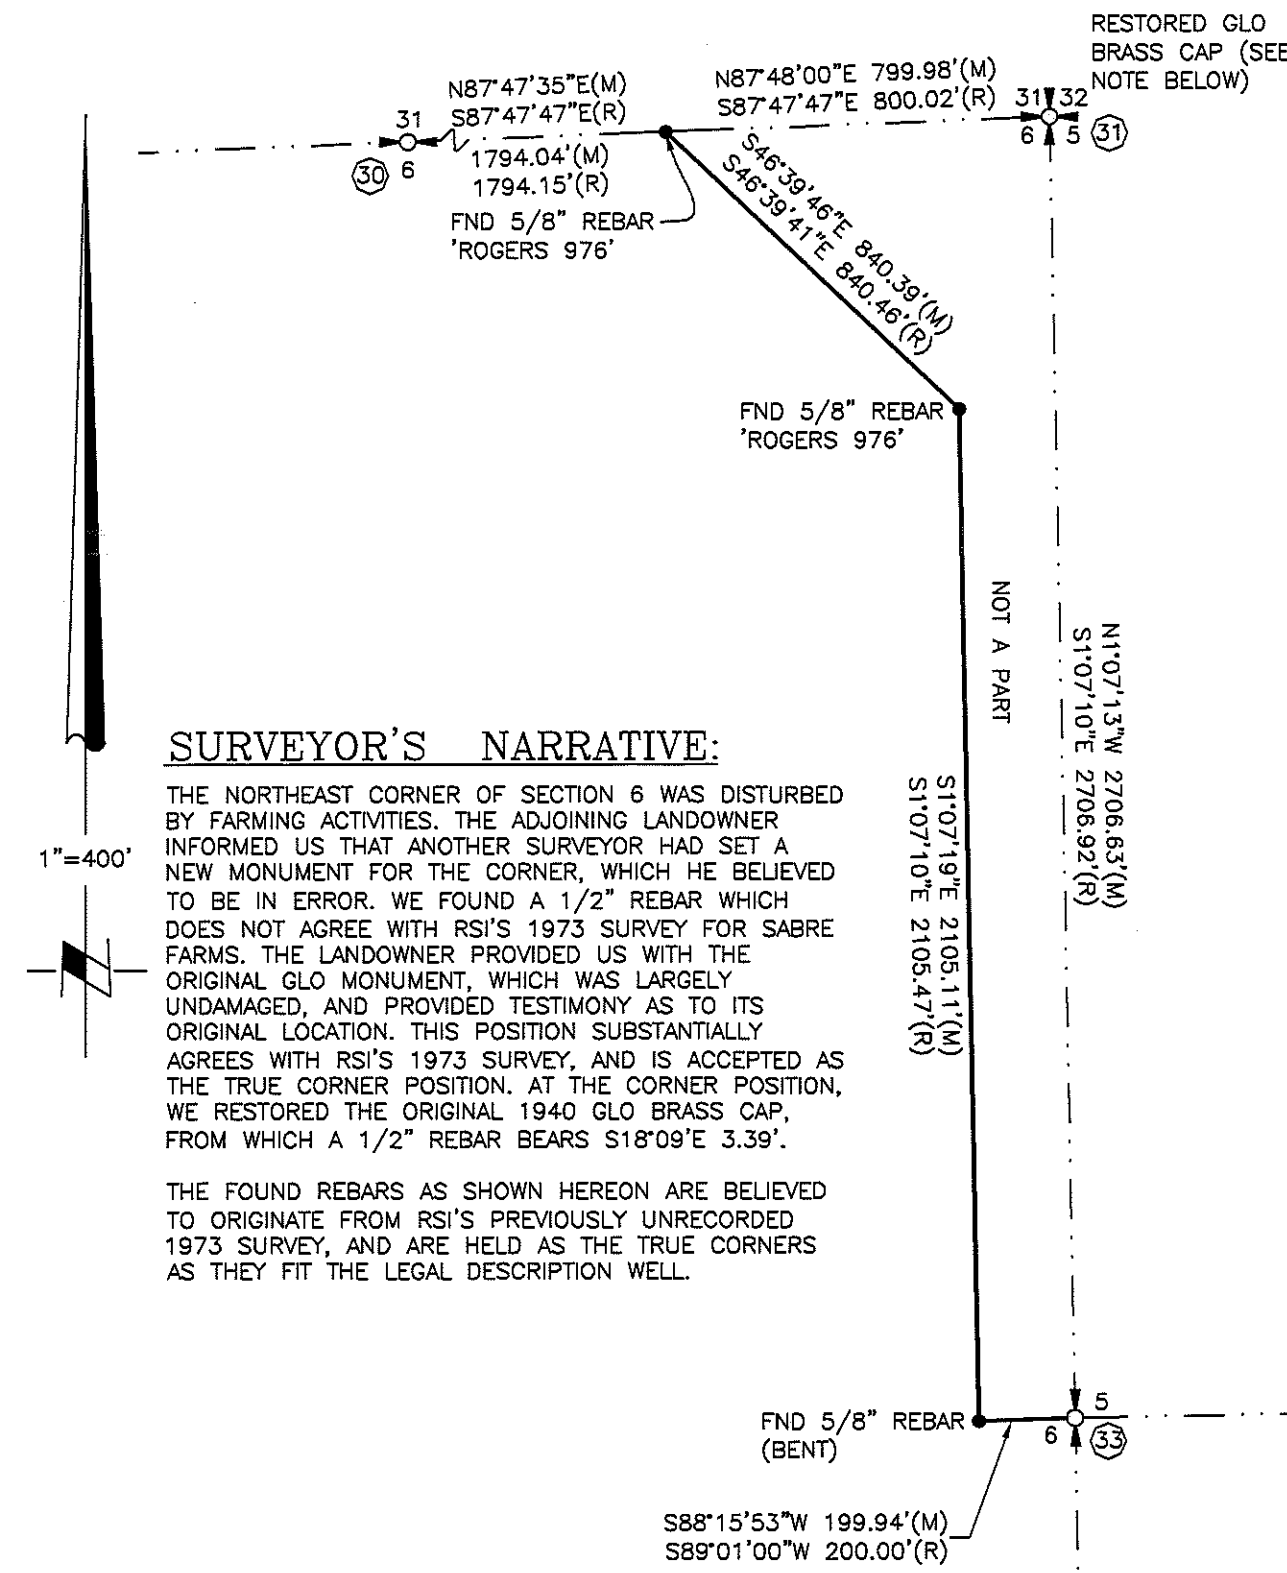 RESTORED GLO
BRASS CAP (SEE
NOTE BELOW)
N87°47'35"E(M)
S87°47'47"E(R)
N87°48'00"E 799.98'(M)
S87°47'47"E 800.02'(R)
31
6
30
31 32
6 5
31
1794.04'(M)
1794.15'(R)
FND 5/8" REBAR
'ROGERS 976'
S46°39'46"E 840.39'(M)
S46°39'41"E 840.46'(R)
FND 5/8" REBAR
'ROGERS 976'
NOT A PART
N1°07'13"W 2706.63'(M)
S1°07'10"E 2706.92'(R)
S1°07'19"E 2105.11'(M)
S1°07'10"E 2105.47'(R)
1"=400'
N
SURVEYOR'S NARRATIVE:
THE NORTHEAST CORNER OF SECTION 6 WAS DISTURBED
BY FARMING ACTIVITIES. THE ADJOINING LANDOWNER
INFORMED US THAT ANOTHER SURVEYOR HAD SET A
NEW MONUMENT FOR THE CORNER, WHICH HE BELIEVED
TO BE IN ERROR. WE FOUND A 1/2" REBAR WHICH
DOES NOT AGREE WITH RSI'S 1973 SURVEY FOR SABRE
FARMS. THE LANDOWNER PROVIDED US WITH THE
ORIGINAL GLO MONUMENT, WHICH WAS LARGELY
UNDAMAGED, AND PROVIDED TESTIMONY AS TO ITS
ORIGINAL LOCATION. THIS POSITION SUBSTANTIALLY
AGREES WITH RSI'S 1973 SURVEY, AND IS ACCEPTED AS
THE TRUE CORNER POSITION. AT THE CORNER POSITION,
WE RESTORED THE ORIGINAL 1940 GLO BRASS CAP,
FROM WHICH A 1/2" REBAR BEARS S18°09'E 3.39'.
THE FOUND REBARS AS SHOWN HEREON ARE BELIEVED
TO ORIGINATE FROM RSI'S PREVIOUSLY UNRECORDED
1973 SURVEY, AND ARE HELD AS THE TRUE CORNERS
AS THEY FIT THE LEGAL DESCRIPTION WELL.
FND 5/8" REBAR
(BENT)
5
6
33
S88°15'53"W 199.94'(M)
S89°01'00"W 200.00'(R)